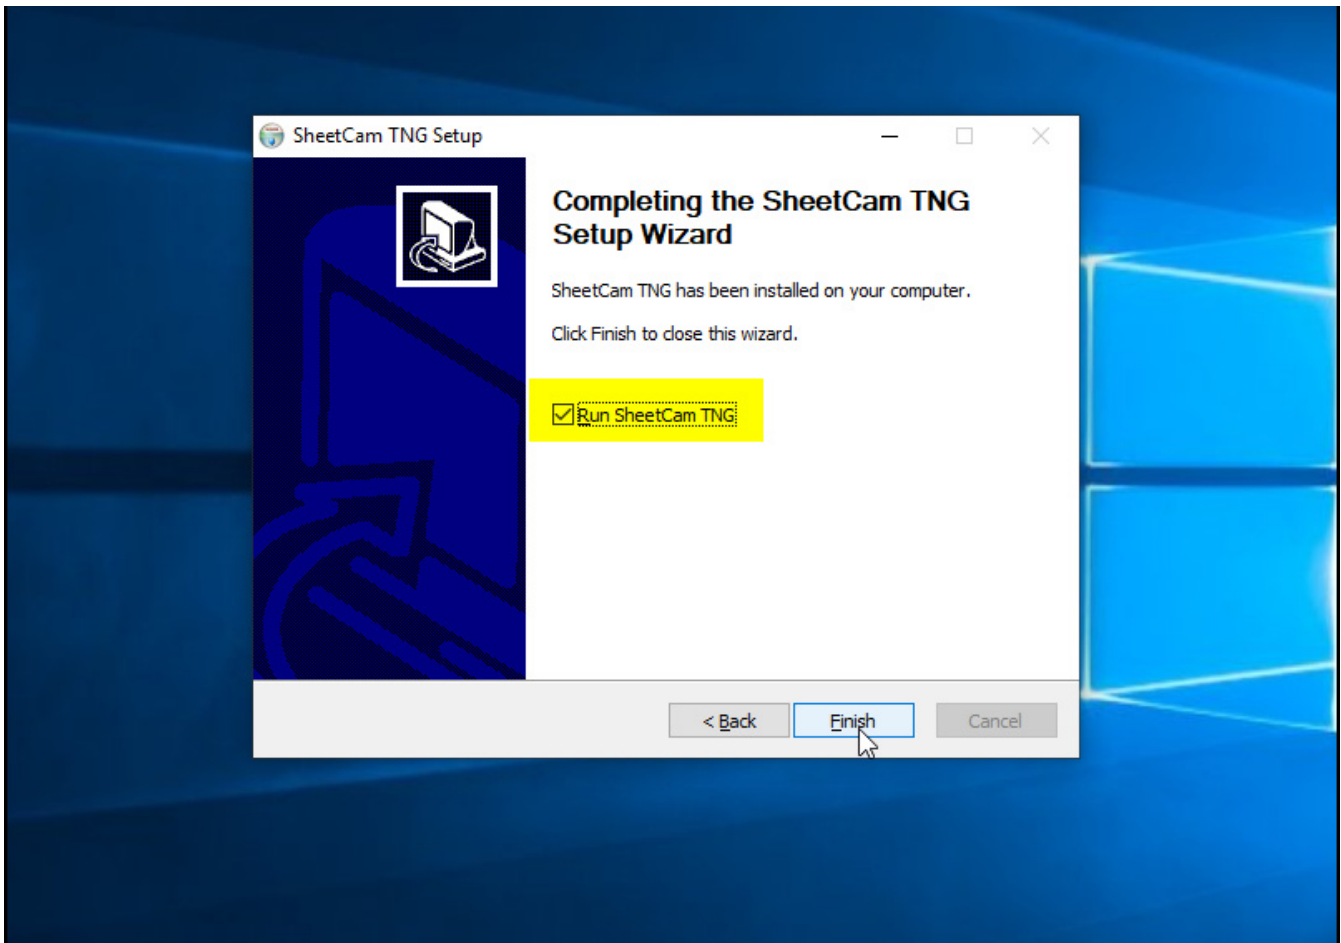 SheetCam TNG Setup
Completing the SheetCam TNG
Setup Wizard
SheetCam TNG has been installed on your computer.
Click Finish to close this wizard.
Run SheetCam TNG
< Back
Finish
Cancel